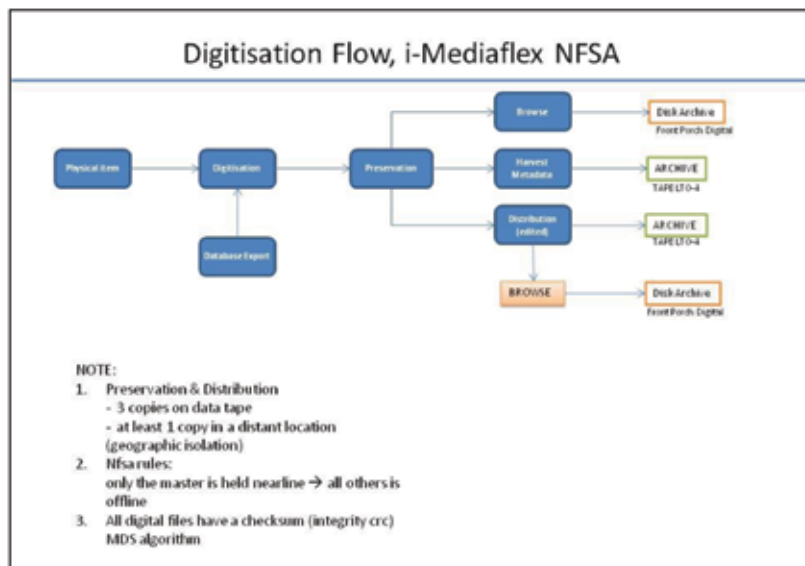 Digitisation Flow, i-Mediaflex NFSA
Browse
Disk Archive
Front Porch Digital
Physical item
Digitisation
Preservation
Harvest
Metadata
ARCHIVE
TAPE LTO-4
Distribution
(edited)
ARCHIVE
TAPE LTO-4
Database Export
BROWSE
Disk Archive
Front Porch Digital
NOTE:
1. Preservation & Distribution
- 3 copies on data tape
- at least 1 copy in a distant location
(geographic isolation)
2. Nfsa rules:
only the master is held nearline → all others is
offline
3. All digital files have a checksum (integrity crc)
MDS algorithm